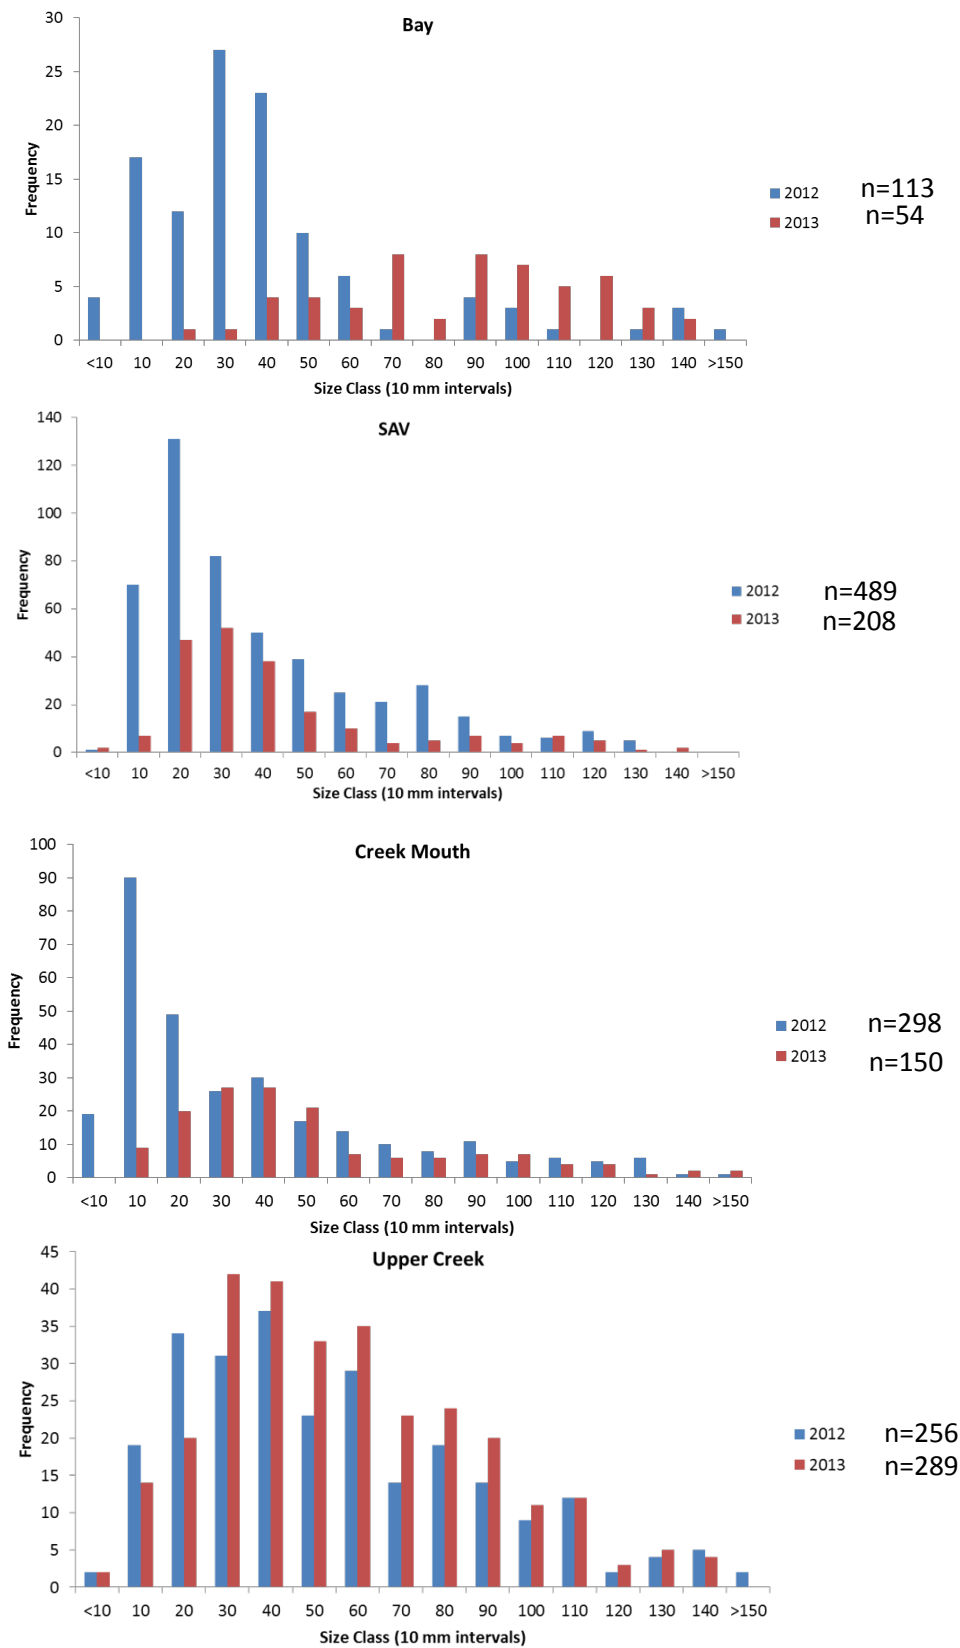 Bay
30
25
20
15
10
5
0
Frequency
<10 10 20 30 40 50 60 70 80 90 100 110 120 130 140 >150
Size Class (10 mm intervals)
2012 n=113
2013 n=54
SAV
140
120
100
80
60
40
20
0
Frequency
<10 10 20 30 40 50 60 70 80 90 100 110 120 130 140 >150
Size Class (10 mm intervals)
2012 n=489
2013 n=208
Creek Mouth
100
90
80
70
60
50
40
30
20
10
0
Frequency
<10 10 20 30 40 50 60 70 80 90 100 110 120 130 140 >150
Size Class (10 mm intervals)
2012 n=298
2013 n=150
Upper Creek
45
40
35
30
25
20
15
10
5
0
Frequency
<10 10 20 30 40 50 60 70 80 90 100 110 120 130 140 >150
Size Class (10 mm intervals)
2012 n=256
2013 n=289